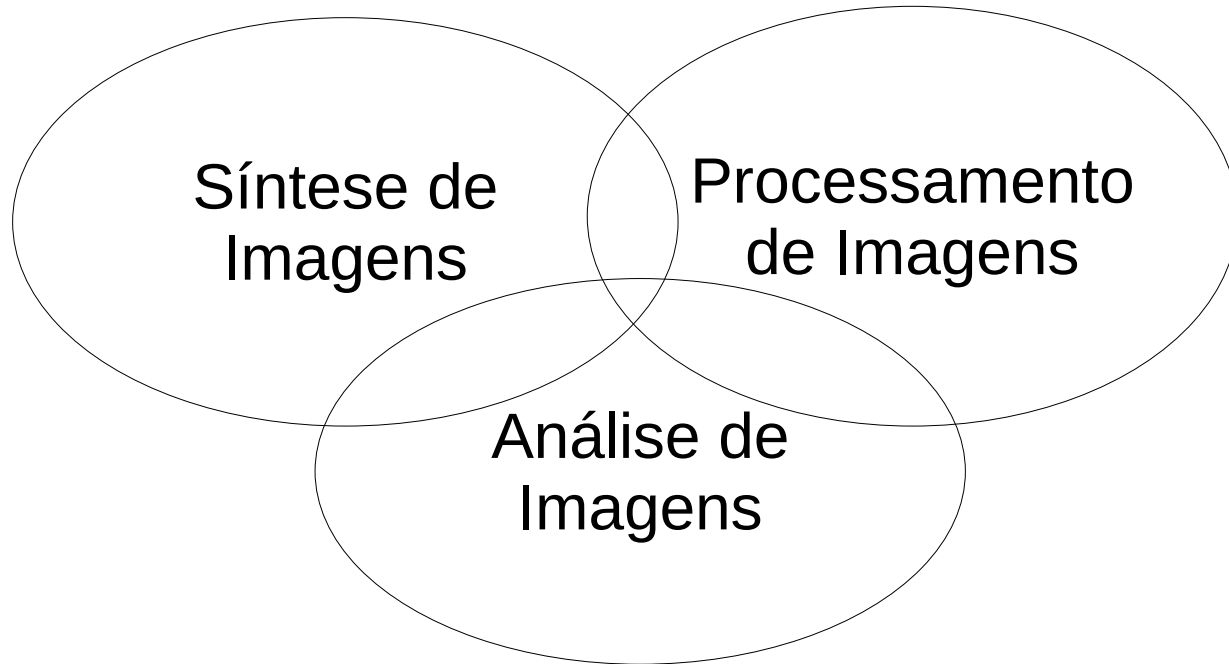 Síntese de
Imagens
Processamento
de Imagens
Análise de
Imagens